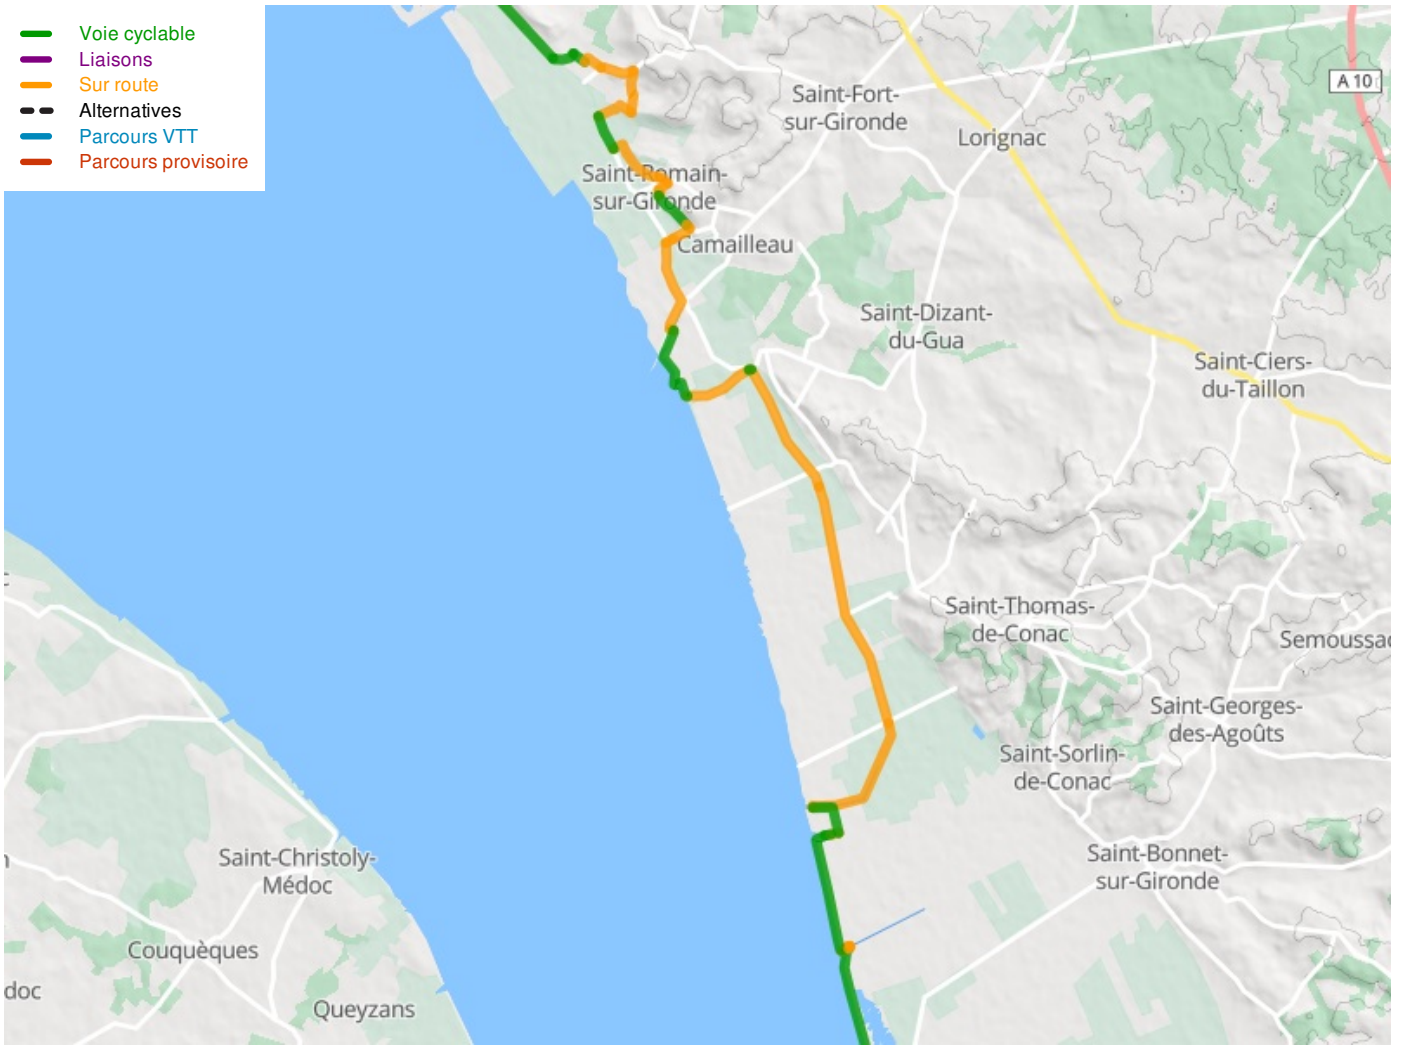 Voie cyclable
Liaisons
Sur route
Alternatives
Parcours VTT
Parcours provisoire
A 10
Saint-Fort-
sur-Gironde
Lorignac
Saint-Romain-
sur-Gironde
Camailleau
Saint-Dizant-
du-Gua
Saint-Ciers-
du-Taillon
Saint-Thomas-
de-Conac
Semoussac
Saint-Georges-
des-Agoûts
Saint-Sorlin-
de-Conac
Saint-Christoly-
Médoc
Saint-Bonnet-
sur-Gironde
Couquèques
doc
Queyzans